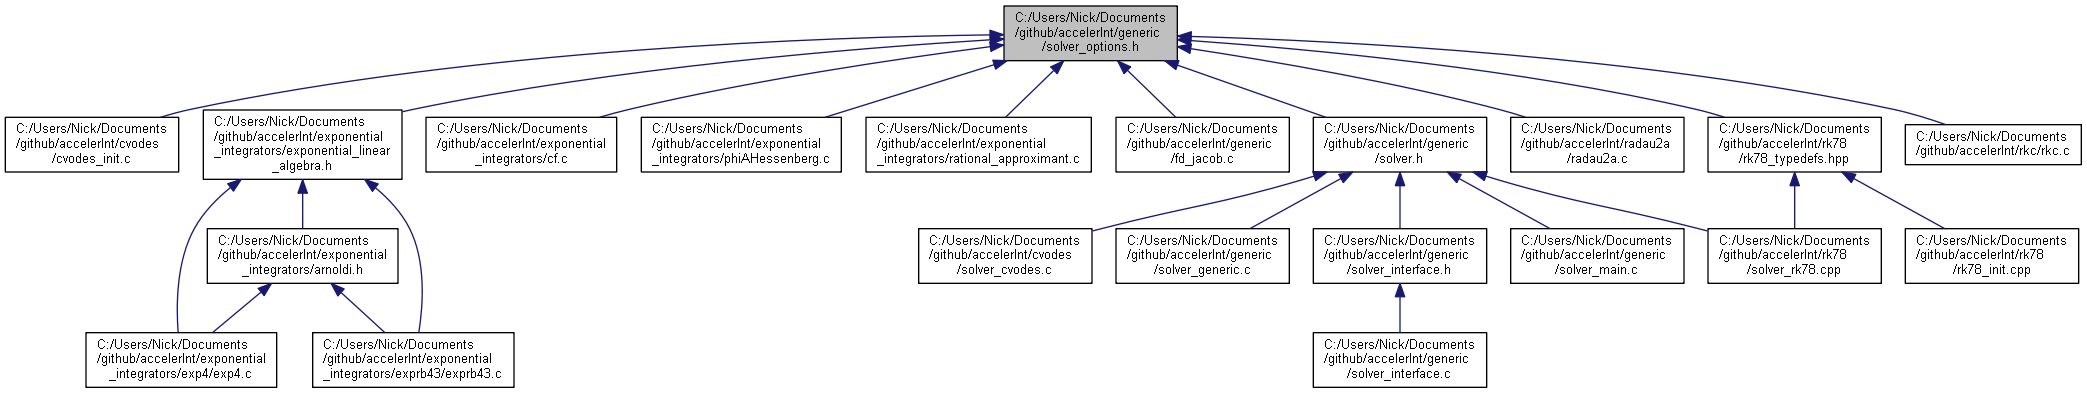 C:/Users/Nick/Documents
/github/accelerInt/generic
/solver_options.h
C:/Users/Nick/Documents
/github/accelerInt/cvodes
/cvodes_init.c
C:/Users/Nick/Documents
/github/accelerInt/exponential
_integrators/exponential_linear
_algebra.h
C:/Users/Nick/Documents
/github/accelerInt/exponential
_integrators/cf.c
C:/Users/Nick/Documents
/github/accelerInt/exponential
_integrators/phiAHessenberg.c
C:/Users/Nick/Documents
/github/accelerInt/exponential
_integrators/rational_approximant.c
C:/Users/Nick/Documents
/github/accelerInt/generic
/fd_jacob.c
C:/Users/Nick/Documents
/github/accelerInt/generic
/solver.h
C:/Users/Nick/Documents
/github/accelerInt/radau2a
/radau2a.c
C:/Users/Nick/Documents
/github/accelerInt/rk78
/rk78_typedefs.hpp
C:/Users/Nick/Documents
/github/accelerInt/rkc/rkc.c
C:/Users/Nick/Documents
/github/accelerInt/exponential
_integrators/arnoldi.h
C:/Users/Nick/Documents
/github/accelerInt/cvodes
/solver_cvodes.c
C:/Users/Nick/Documents
/github/accelerInt/generic
/solver_generic.c
C:/Users/Nick/Documents
/github/accelerInt/generic
/solver_interface.h
C:/Users/Nick/Documents
/github/accelerInt/generic
/solver_main.c
C:/Users/Nick/Documents
/github/accelerInt/rk78
/solver_rk78.cpp
C:/Users/Nick/Documents
/github/accelerInt/rk78
/rk78_init.cpp
C:/Users/Nick/Documents
/github/accelerInt/exponential
_integrators/exp4/exp4.c
C:/Users/Nick/Documents
/github/accelerInt/exponential
_integrators/exprb43/exprb43.c
C:/Users/Nick/Documents
/github/accelerInt/generic
/solver_interface.c